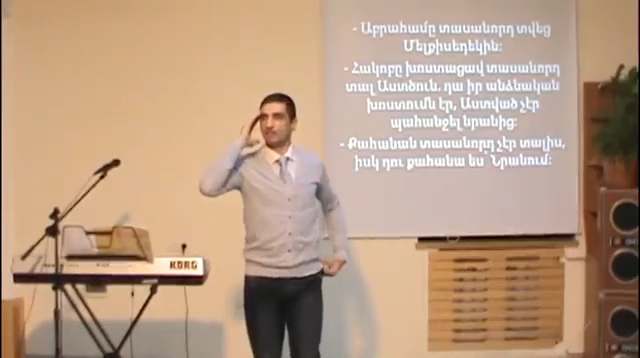 - Աբրահամը տասանորդ տվեց
Մելքիսեդեկին:
- Հակոբը խոստացավ տասանորդ
տալ Աստծուն, դա իր անձնական
խոստումն էր, Աստված չէր
պահանջել նրանից:
- Քահանան տասանորդ չէր տալիս,
իսկ դու քահանա ես Նրանում:
KORG